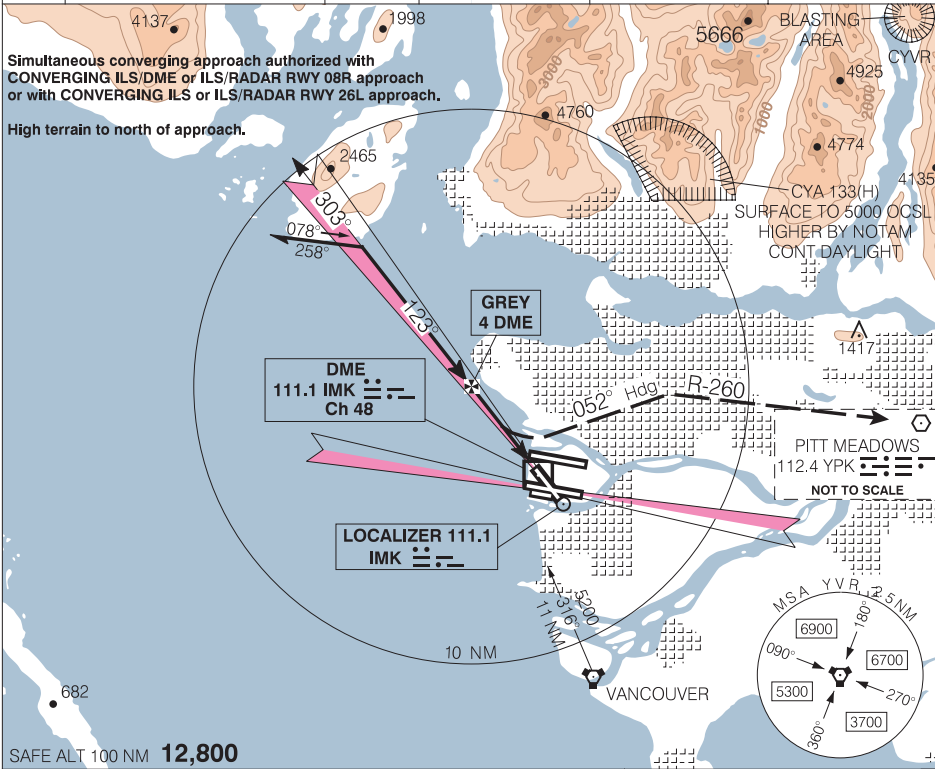 4137
1998
5666
BLASTING
AREA
CYVR
Simultaneous converging approach authorized with
CONVERGING ILS/DME or ILS/RADAR RWY 08R approach
or with CONVERGING ILS or ILS/RADAR RWY 26L approach.
High terrain to north of approach.
3000
1000
2000
4925
4760
4774
4135
2465
CYA 133(H)
SURFACE TO 5000 OCSL
HIGHER BY NOTAM
CONT DAYLIGHT
303°
078°
258°
123°
GREY
4 DME
1417
DME
111.1 IMK
Ch 48
052° Hdg
R-260
PITT MEADOWS
112.4 YPK
NOT TO SCALE
LOCALIZER 111.1
IMK
5200
316°
11 NM
10 NM
VANCOUVER
682
MSA YVR 25NM
180°
6900
090°
6700
5300
270°
3700
360°
SAFE ALT 100 NM 12,800